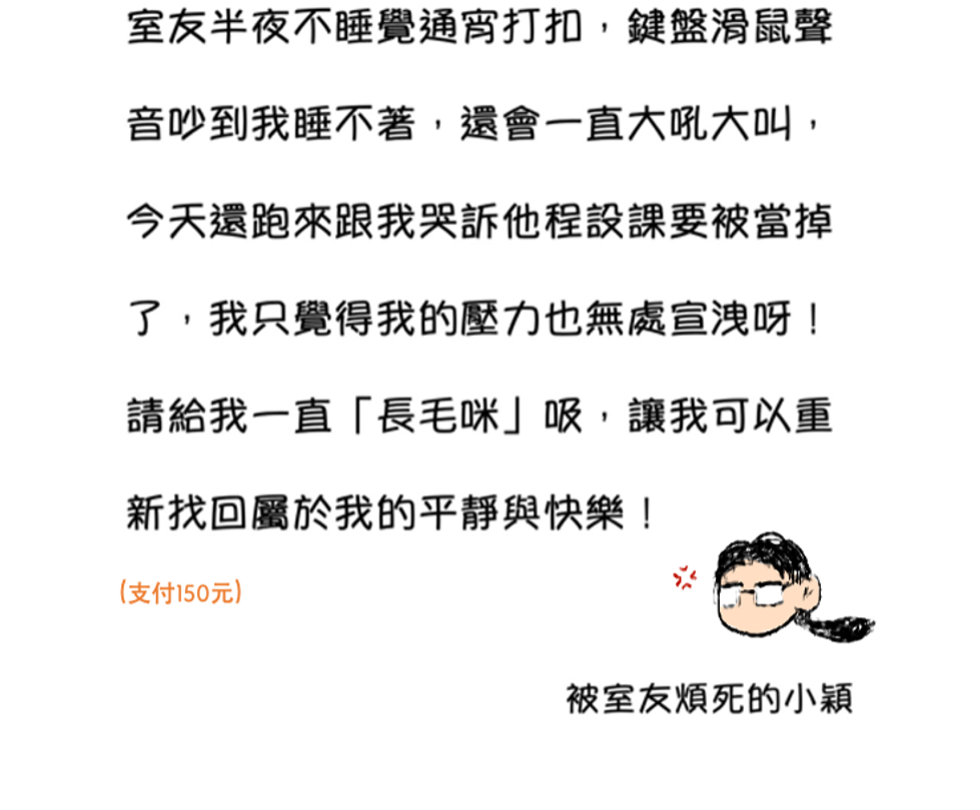 室友半夜不睡覺通宵打扣，鍵盤滑鼠聲
音吵到我睡不著，還會一直大吼大叫，
今天還跑來跟我哭訴他程設課要被當掉
了，我只覺得我的壓力也無處宣洩呀！
請給我一直「長毛咪」吸，讓我可以重
新找回屬於我的平靜與快樂！
(支付150元)
被室友煩死的小穎